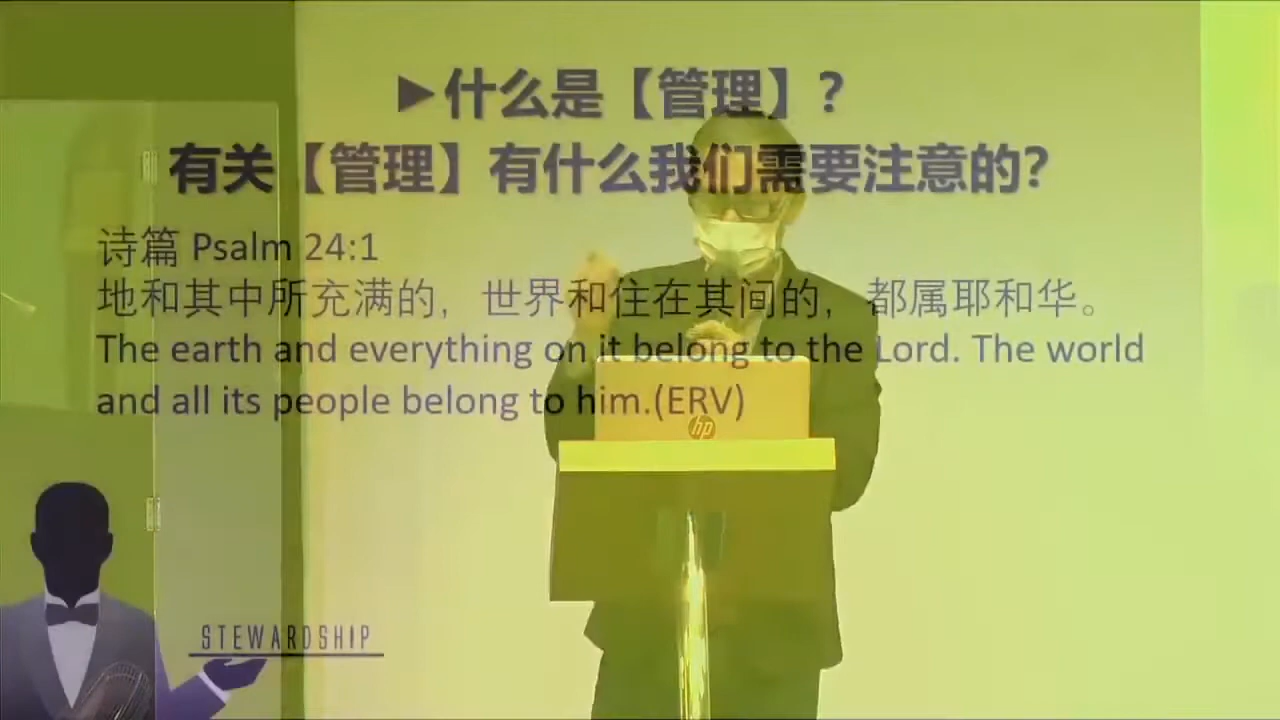 ►什么是【管理】?
有关【管理】有什么我们需要注意的?
诗篇 Psalm 24:1
地和其中所充满的，世界和住在其间的，都属耶和华。
The earth and everything on it belong to the Lord. The world
and all its people belong to him.(ERV)
hp
STEWARDSHIP